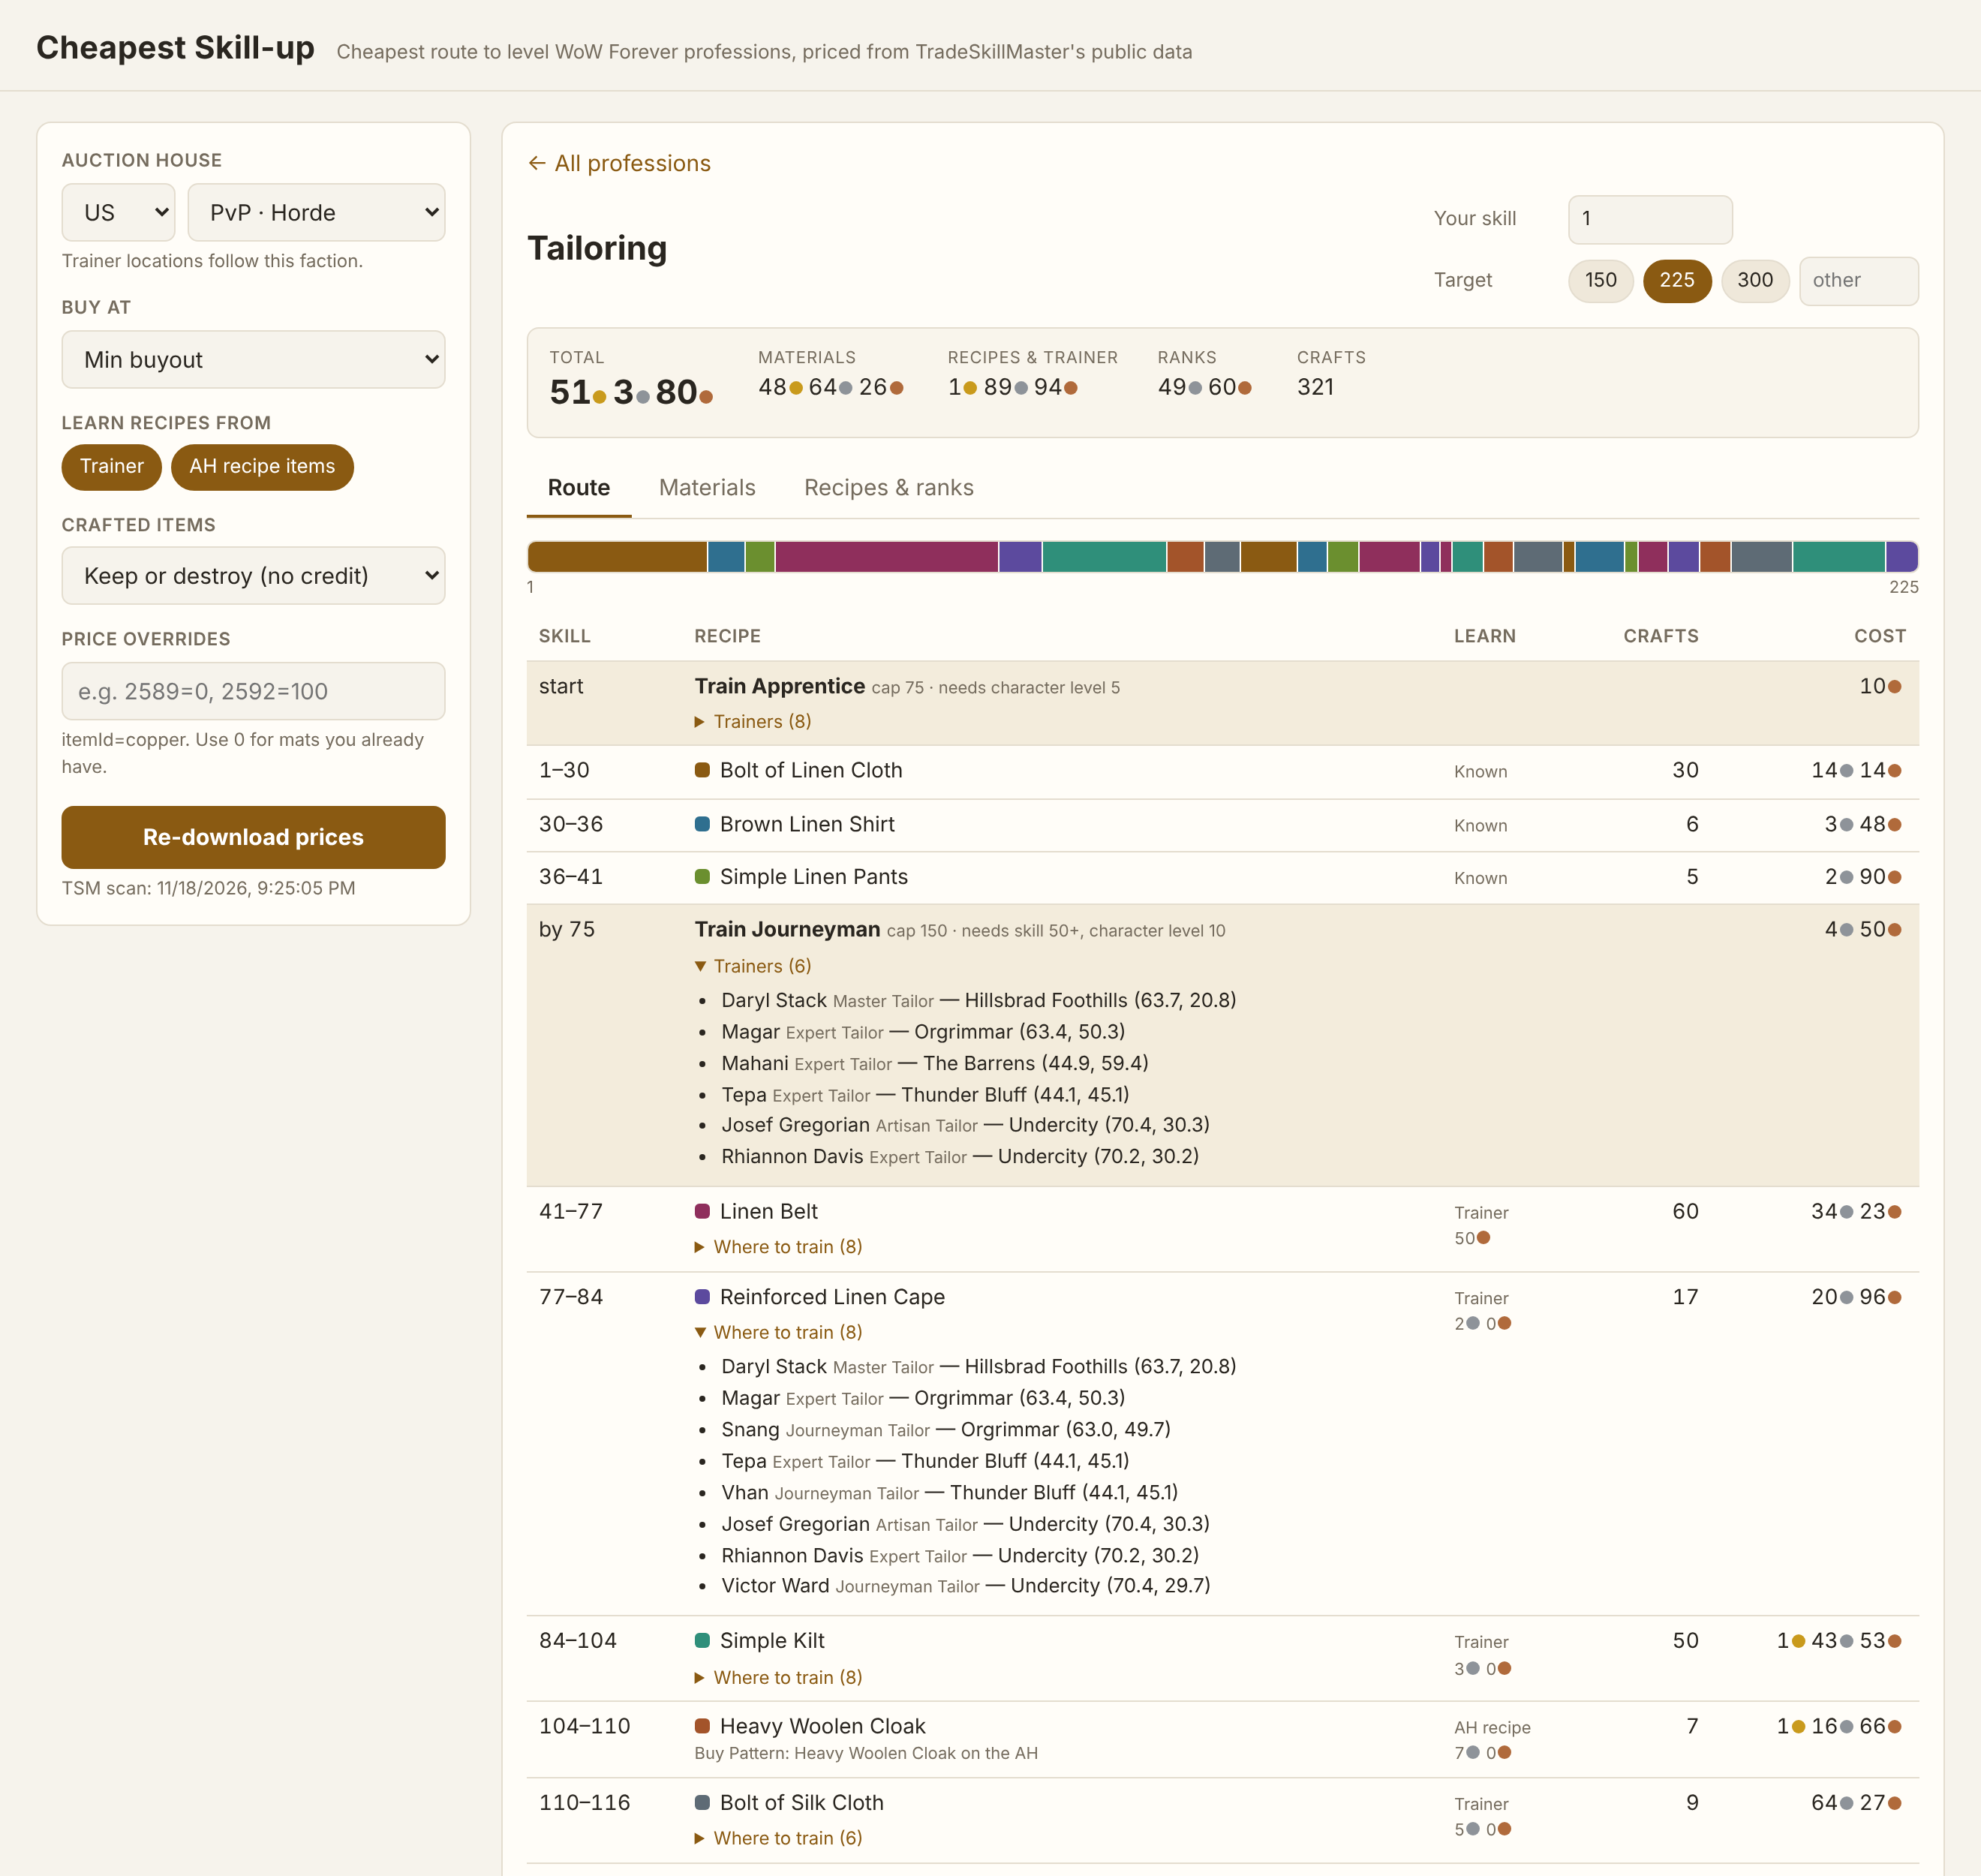 Cheapest Skill-up Cheapest route to level WoW Forever professions, priced from TradeSkillMaster's public data
AUCTION HOUSE
US PvP · Horde
Trainer locations follow this faction.
BUY AT
Min buyout
LEARN RECIPES FROM
Trainer AH recipe items
CRAFTED ITEMS
Keep or destroy (no credit)
PRICE OVERRIDES
e.g. 2589=0, 2592=100
itemId=copper. Use 0 for mats you already
have.
Re-download prices
TSM scan: 11/18/2026, 9:25:05 PM
← All professions
Tailoring
Your skill 1
Target 150 225 300 other
TOTAL MATERIALS RECIPES & TRAINER RANKS CRAFTS
51 3 80 48 64 26 1 89 94 49 60 321
Route Materials Recipes & ranks
1 225
SKILL RECIPE LEARN CRAFTS COST
start Train Apprentice cap 75 · needs character level 5 10
▶ Trainers (8)
1–30 Bolt of Linen Cloth Known 30 14 14
30–36 Brown Linen Shirt Known 6 3 48
36–41 Simple Linen Pants Known 5 2 90
by 75 Train Journeyman cap 150 · needs skill 50+, character level 10 4 50
▼ Trainers (6)
• Daryl Stack Master Tailor — Hillsbrad Foothills (63.7, 20.8)
• Magar Expert Tailor — Orgrimmar (63.4, 50.3)
• Mahani Expert Tailor — The Barrens (44.9, 59.4)
• Tepa Expert Tailor — Thunder Bluff (44.1, 45.1)
• Josef Gregorian Artisan Tailor — Undercity (70.4, 30.3)
• Rhiannon Davis Expert Tailor — Undercity (70.2, 30.2)
41–77 Linen Belt Trainer 60 34 23
▶ Where to train (8) 50
77–84 Reinforced Linen Cape Trainer 17 20 96
▼ Where to train (8) 2 0
• Daryl Stack Master Tailor — Hillsbrad Foothills (63.7, 20.8)
• Magar Expert Tailor — Orgrimmar (63.4, 50.3)
• Snang Journeyman Tailor — Orgrimmar (63.0, 49.7)
• Tepa Expert Tailor — Thunder Bluff (44.1, 45.1)
• Vhan Journeyman Tailor — Thunder Bluff (44.1, 45.1)
• Josef Gregorian Artisan Tailor — Undercity (70.4, 30.3)
• Rhiannon Davis Expert Tailor — Undercity (70.2, 30.2)
• Victor Ward Journeyman Tailor — Undercity (70.4, 29.7)
84–104 Simple Kilt Trainer 50 1 43 53
▶ Where to train (8) 3 0
104–110 Heavy Woolen Cloak AH recipe 7 1 16 66
Buy Pattern: Heavy Woolen Cloak on the AH 7 0
110–116 Bolt of Silk Cloth Trainer 9 64 27
▶ Where to train (6) 5 0